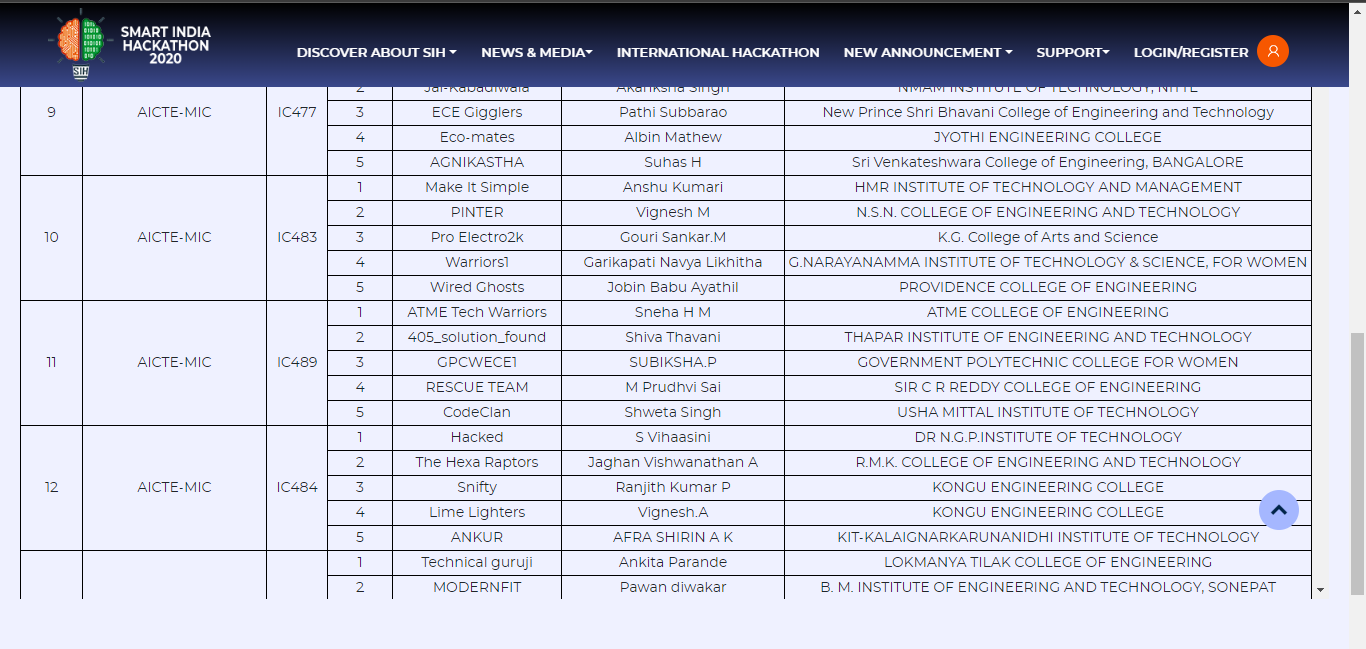 SMART INDIA
HACKATHON
2020
SIH
DISCOVER ABOUT SIH NEWS & MEDIA INTERNATIONAL HACKATHON NEW ANNOUNCEMENT SUPPORT LOGIN/REGISTER
2 Jai-Kabadiwala Akanksha Singh NMAM INSTITUTE OF TECHNOLOGY, NITTE
9 AICTE-MIC IC477 3 ECE Gigglers Pathi Subbarao New Prince Shri Bhavani College of Engineering and Technology
4 Eco-mates Albin Mathew JYOTHI ENGINEERING COLLEGE
5 AGNIKASTHA Suhas H Sri Venkateshwara College of Engineering, BANGALORE
1 Make It Simple Anshu Kumari HMR INSTITUTE OF TECHNOLOGY AND MANAGEMENT
2 PINTER Vignesh M N.S.N. COLLEGE OF ENGINEERING AND TECHNOLOGY
10 AICTE-MIC IC483 3 Pro Electro2k Gouri Sankar.M K.G. College of Arts and Science
4 Warriors1 Garikapati Navya Likhitha G.NARAYANAMMA INSTITUTE OF TECHNOLOGY & SCIENCE, FOR WOMEN
5 Wired Ghosts Jobin Babu Ayathil PROVIDENCE COLLEGE OF ENGINEERING
1 ATME Tech Warriors Sneha H M ATME COLLEGE OF ENGINEERING
2 405_solution_found Shiva Thavani THAPAR INSTITUTE OF ENGINEERING AND TECHNOLOGY
11 AICTE-MIC IC489 3 GPCWECE1 SUBIKSHA.P GOVERNMENT POLYTECHNIC COLLEGE FOR WOMEN
4 RESCUE TEAM M Prudhvi Sai SIR C R REDDY COLLEGE OF ENGINEERING
5 CodeClan Shweta Singh USHA MITTAL INSTITUTE OF TECHNOLOGY
1 Hacked S Vihaasini DR N.G.P.INSTITUTE OF TECHNOLOGY
2 The Hexa Raptors Jaghan Vishwanathan A R.M.K. COLLEGE OF ENGINEERING AND TECHNOLOGY
12 AICTE-MIC IC484 3 Snifty Ranjith Kumar P KONGU ENGINEERING COLLEGE
4 Lime Lighters Vignesh.A KONGU ENGINEERING COLLEGE
5 ANKUR AFRA SHIRIN A K KIT-KALAIGNARKARUNANIDHI INSTITUTE OF TECHNOLOGY
1 Technical guruji Ankita Parande LOKMANYA TILAK COLLEGE OF ENGINEERING
2 MODERNFIT Pawan diwakar B. M. INSTITUTE OF ENGINEERING AND TECHNOLOGY, SONEPAT